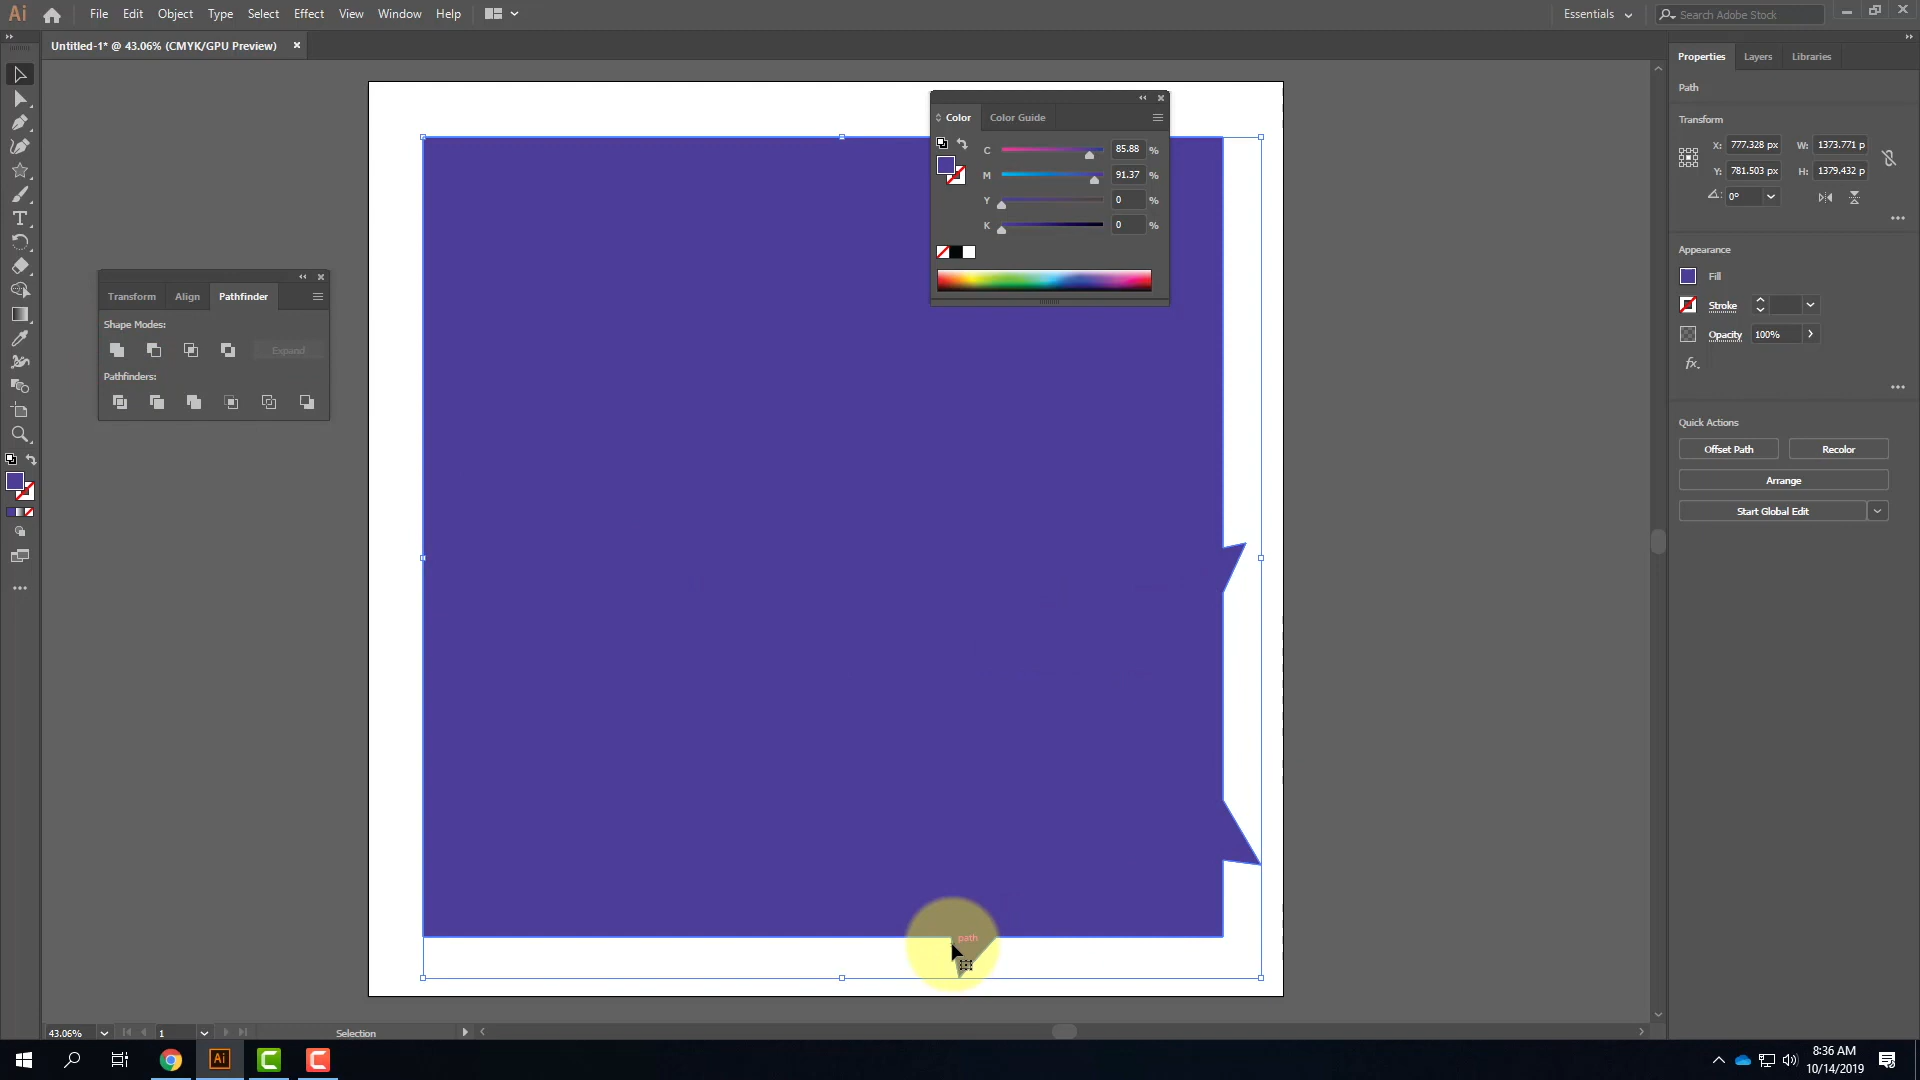 Ai File Edit Object Type Select Effect View Window Help Essentials Search Adobe Stock
Untitled-1* @ 43.06% (CMYK/GPU Preview)
Properties Layers Libraries
Path
Transform
X: 777.328 px W: 1373.771 p
Y: 781.503 px H: 1379.432 p
0°
Appearance
Fill
Stroke
Opacity 100%
fx.
Quick Actions
Offset Path Recolor
Arrange
Start Global Edit
Color Color Guide
C 85.88 %
M 91.37 %
Y 0 %
K 0 %
Transform Align Pathfinder
Shape Modes:
Expand
Pathfinders:
path
43.06% 1 Selection
Ai
8:36 AM
10/14/2019